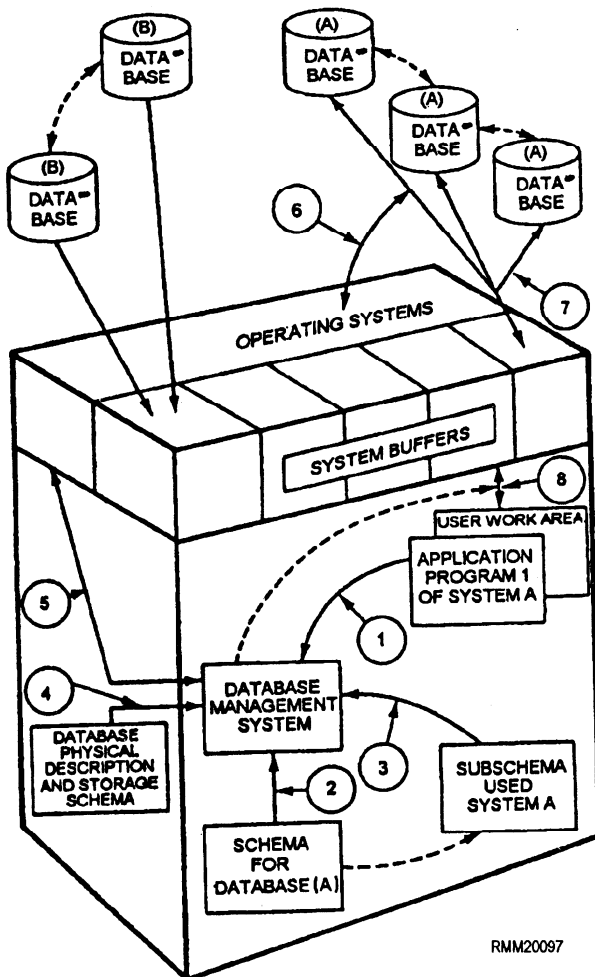 (B)
DATA
BASE
(B)
DATA
BASE
(A)
DATA
BASE
(A)
DATA
BASE
(A)
DATA
BASE
6
7
OPERATING SYSTEMS
SYSTEM BUFFERS
8
USER WORK AREA
APPLICATION
PROGRAM 1
OF SYSTEM A
5
1
4
DATABASE
MANAGEMENT
SYSTEM
DATABASE
PHYSICAL
DESCRIPTION
AND STORAGE
SCHEMA
3
2
SUBSCHEMA
USED
SYSTEM A
SCHEMA
FOR
DATABASE (A)
RMM20097